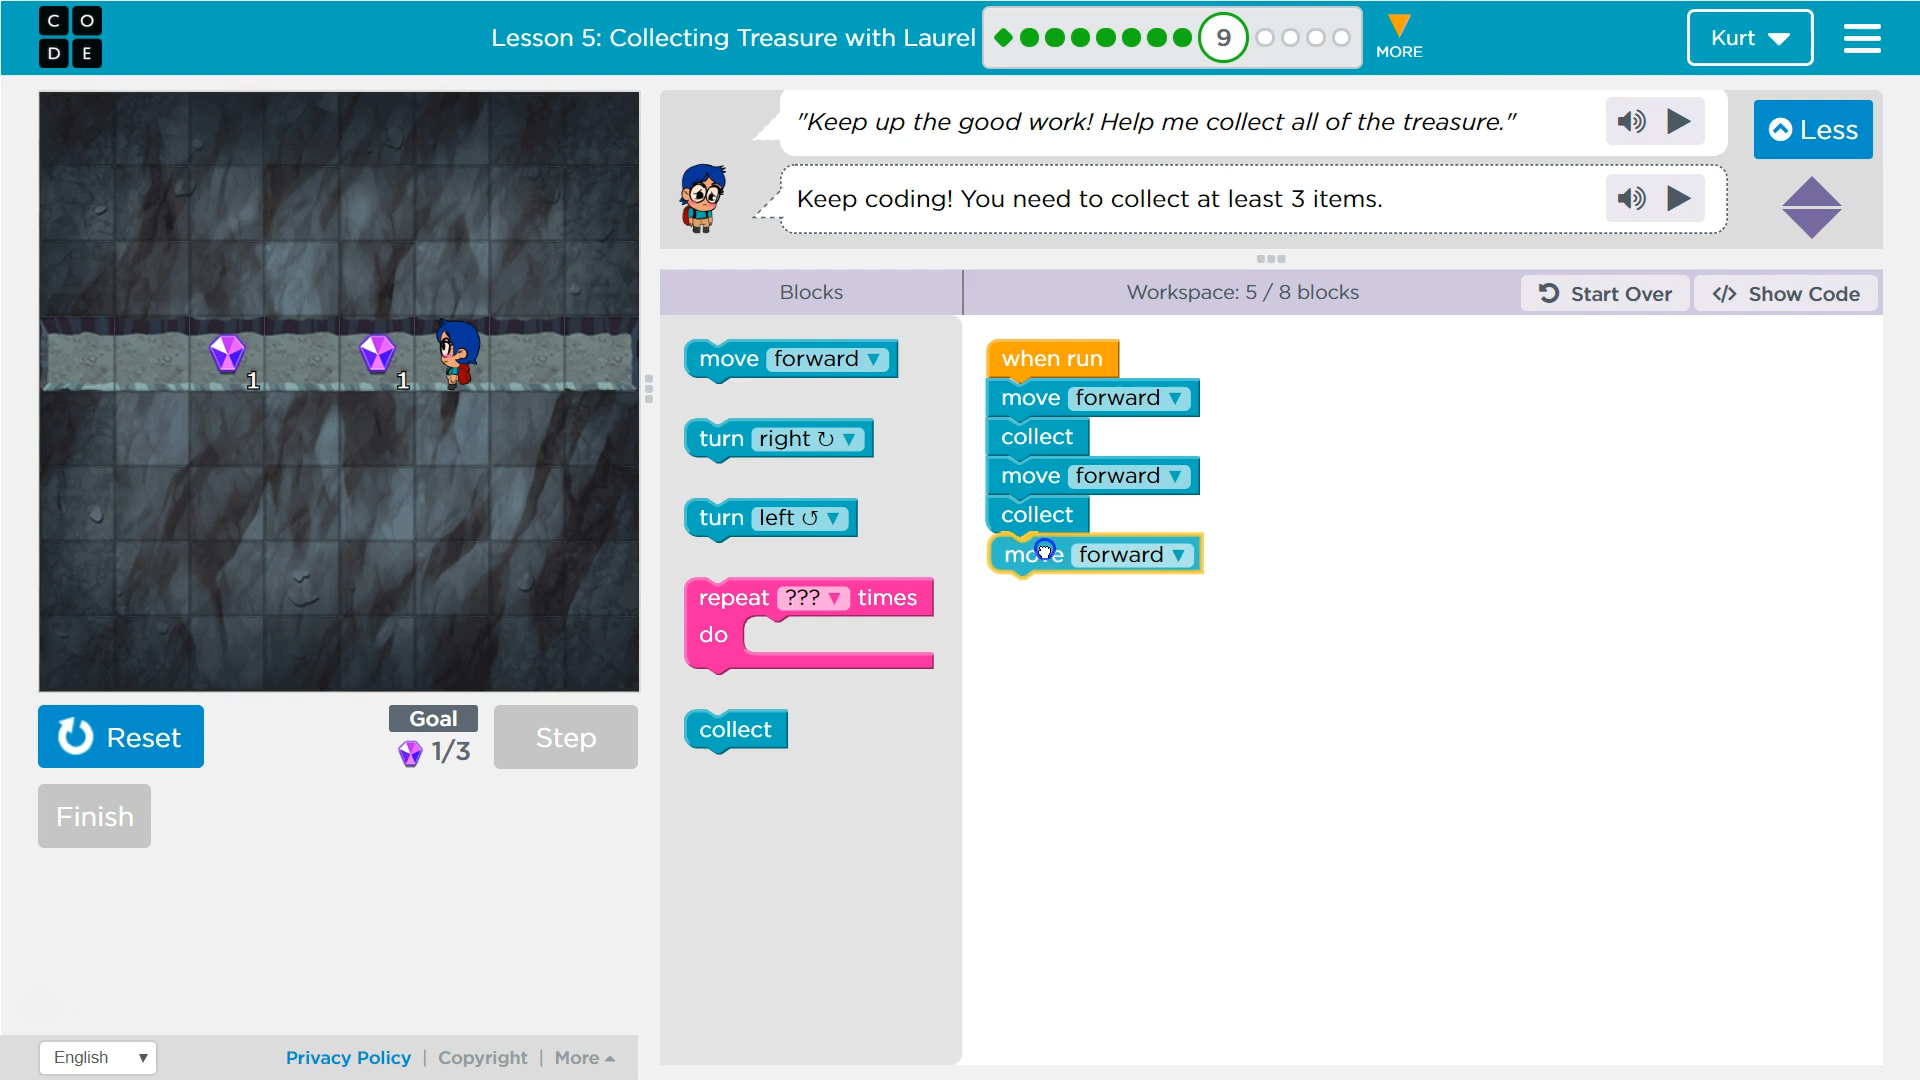 C O
D E
Lesson 5: Collecting Treasure with Laurel
9
MORE
Kurt
"Keep up the good work! Help me collect all of the treasure."
Less
Keep coding! You need to collect at least 3 items.
Blocks
Workspace: 5 / 8 blocks
Start Over
</> Show Code
move forward
turn right
turn left
repeat ??? times
do
collect
when run
move forward
collect
move forward
collect
move forward
1
1
Reset
Goal
1/3
Step
Finish
English
Privacy Policy | Copyright | More